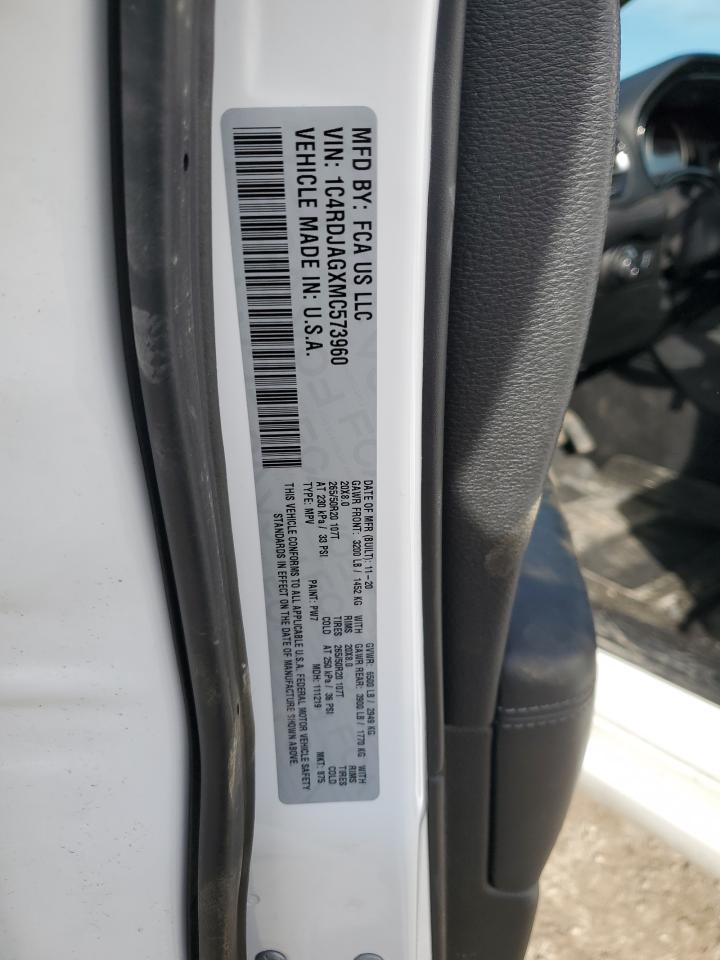 MFD BY: FCA US LLC
VIN: 1C4RDJAGXMC573960
VEHICLE MADE IN: U.S.A.
DATE OF MFR (BUILT): 11-20 GVWR: 6500 LB / 2949 KG
GAWR FRONT: 3200 LB / 1452 KG WITH GAWR REAR: 3900 LB / 1770 KG WITH
20X8.0 RIMS 20X8.0 RIMS
265/50R20 107T TIRES 265/50R20 107T TIRES
AT 230 kPa / 33 PSI COLD AT 250 kPa / 36 PSI COLD
TYPE: MPV PAINT: PW7 MDH: 111219 MKT: 875
THIS VEHICLE CONFORMS TO ALL APPLICABLE U.S.A. FEDERAL MOTOR VEHICLE SAFETY
STANDARDS IN EFFECT ON THE DATE OF MANUFACTURE SHOWN ABOVE.